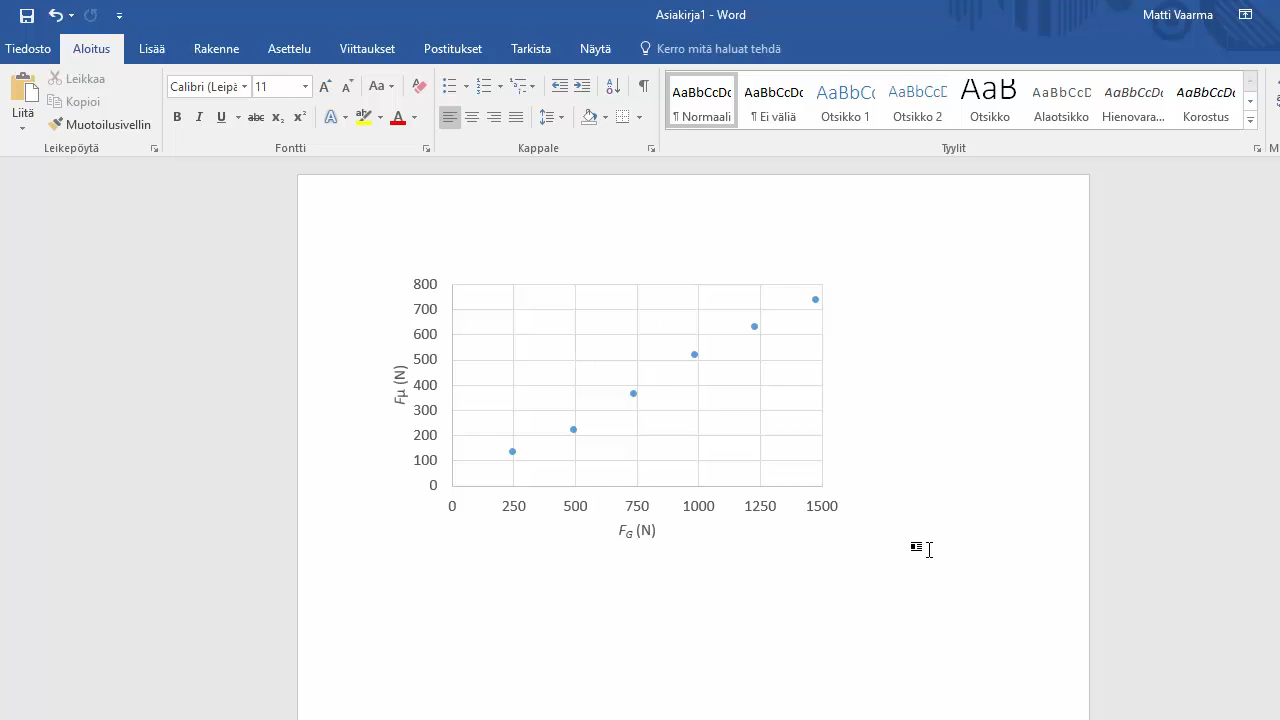 Asiakirja1 - Word
Matti Vaarma
Tiedosto Aloitus Lisää Rakenne Asettelu Viittaukset Postitukset Tarkista Näytä Kerro mitä haluat tehdä
Liitä
Leikkaa
Kopioi
Muotoilusivellin
Leikepöytä
Calibri (Leipä 11
Fontti
Kappale
AaBbCcDc AaBbCcDc AaBbCc AaBbCcD AaB AaBbCcD AaBbCcDc AaBbCcDc
¶ Normaali ¶ Ei väliä Otsikko 1 Otsikko 2 Otsikko Alaotsikko Hienovara... Korostus
Tyylit
M
800
700
600
500
400
300
200
100
0
Fμ (N)
0 250 500 750 1000 1250 1500
FG (N)